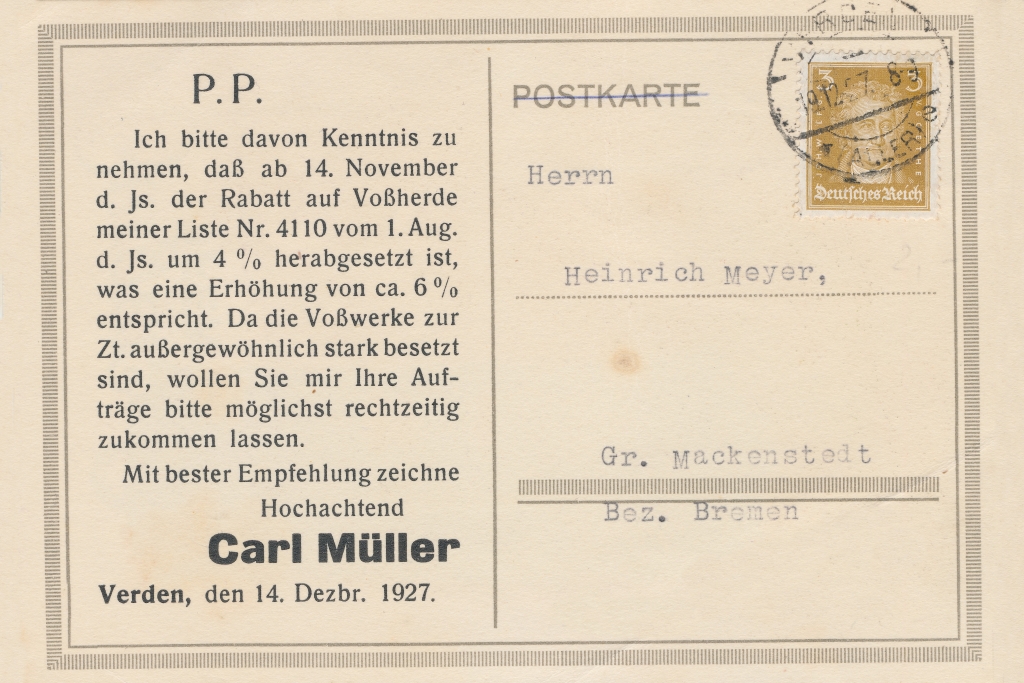 P. P.
Ich bitte davon Kenntnis zu
nehmen, daß ab 14. November
d. Js. der Rabatt auf Voßherde
meiner Liste Nr. 4110 vom 1. Aug.
d. Js. um 4 % herabgesetzt ist,
was eine Erhöhung von ca. 6 %
entspricht. Da die Voßwerke zur
Zt. außergewöhnlich stark besetzt
sind, wollen Sie mir Ihre Auf-
träge bitte möglichst rechtzeitig
zukommen lassen.
Mit bester Empfehlung zeichne
Hochachtend
Carl Müller
Verden, den 14. Dezbr. 1927.
POSTKARTE
Herrn
Heinrich Meyer,
Gr. Mackenstedt
Bez. Bremen
3 3
Deutsches Reich